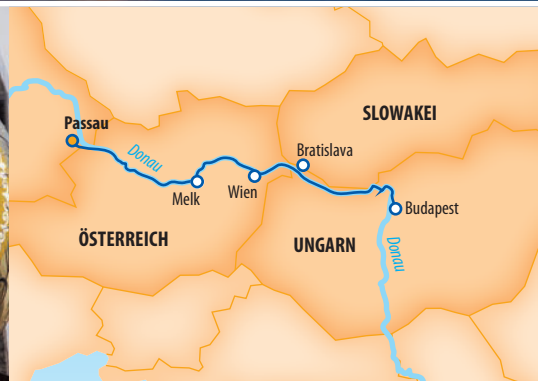 SLOWAKEI
Passau
Donau
Bratislava
Melk
Wien
Budapest
ÖSTERREICH
UNGARN
Donau